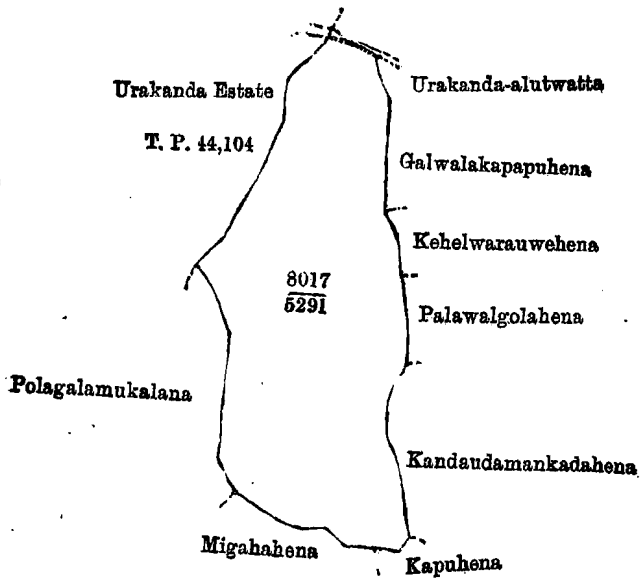 Urakanda Estate
Urakanda-alutwatta
T. P. 44,104
Galwalakapapuhena
Kehelwarauwehena
8017
5291
Palawalgolahena
Polagalamukalana
Kandaudamankadahena
Migahahena
Kapuhena